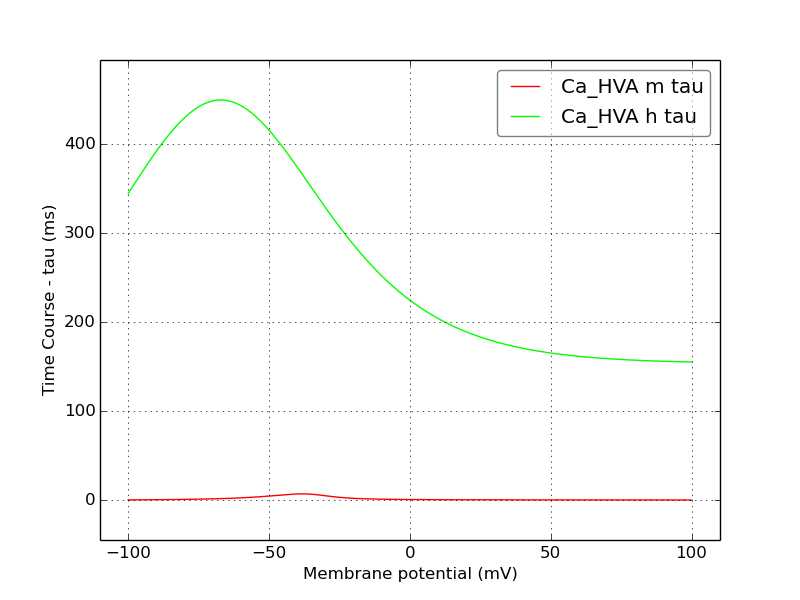 Ca_HVA m tau
Ca_HVA h tau
Time Course - tau (ms)
400
300
200
100
0
−100
−50
0
50
100
Membrane potential (mV)